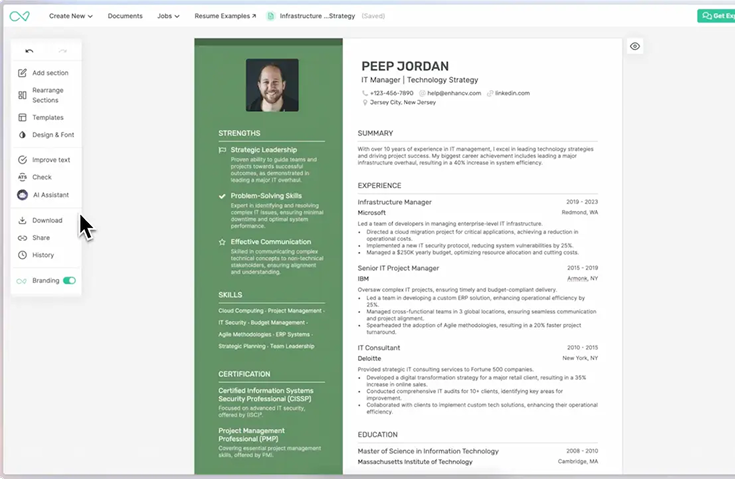 Create New
Documents
Jobs
Resume Examples
Infrastructure ...Strategy
(Saved)
Get Exp
Add section
Rearrange
Sections
Templates
Design & Font
Improve text
Check
AI Assistant
Download
Share
History
Branding
STRENGTHS
Strategic Leadership
Proven ability to guide teams and
projects towards successful
outcomes, as demonstrated in
leading a major IT overhaul.
Problem-Solving Skills
Expert in identifying and resolving
complex IT issues, ensuring minimal
downtime and optimal system
performance.
Effective Communication
Skilled in communicating complex
technical concepts to non-technical
stakeholders, ensuring alignment
and understanding.
SKILLS
Cloud Computing · Project Management ·
IT Security · Budget Management ·
Agile Methodologies · ERP Systems ·
Strategic Planning · Team Leadership
CERTIFICATION
Certified Information Systems
Security Professional (CISSP)
Focused on advanced IT security,
offered by (ISC)²
Project Management
Professional (PMP)
Covering essential project management
skills, offered by PMI.
PEEP JORDAN
IT Manager | Technology Strategy
+123-456-7890
help@enhancv.com
linkedin.com
Jersey City, New Jersey
SUMMARY
With over 10 years of experience in IT management, I excel in leading technology strategies
and driving project success. My biggest career achievement includes leading a major
infrastructure overhaul, resulting in a 40% increase in system efficiency.
EXPERIENCE
Infrastructure Manager 2019 - 2023
Microsoft Redmond, WA
Led a team of developers in managing enterprise-level IT infrastructure.
• Directed a cloud migration project for critical applications, achieving a reduction in
operational costs.
• Implemented a new IT security protocol, reducing system vulnerabilities by 25%.
• Managed a $250K yearly budget, optimizing resource allocation and cutting costs.
Senior IT Project Manager 2015 - 2019
IBM Armonk, NY
Oversaw complex IT projects, ensuring timely and budget-compliant delivery.
• Led a team in developing a custom ERP solution, enhancing operational efficiency by
25%.
• Managed cross-functional teams in 3 global locations, ensuring seamless communication
and project alignment.
• Spearheaded the adoption of Agile methodologies, resulting in a 20% faster project
turnaround.
IT Consultant 2010 - 2015
Deloitte New York, NY
Provided strategic IT consulting services to Fortune 500 companies.
• Developed a digital transformation strategy for a major retail client, resulting in a 35%
increase in online sales.
• Conducted comprehensive IT audits for 10+ clients, identifying key areas for
improvement.
• Collaborated with clients to implement custom tech solutions, enhancing their operational
efficiency.
EDUCATION
Master of Science in Information Technology 2008 - 2010
Massachusetts Institute of Technology Cambridge, MA